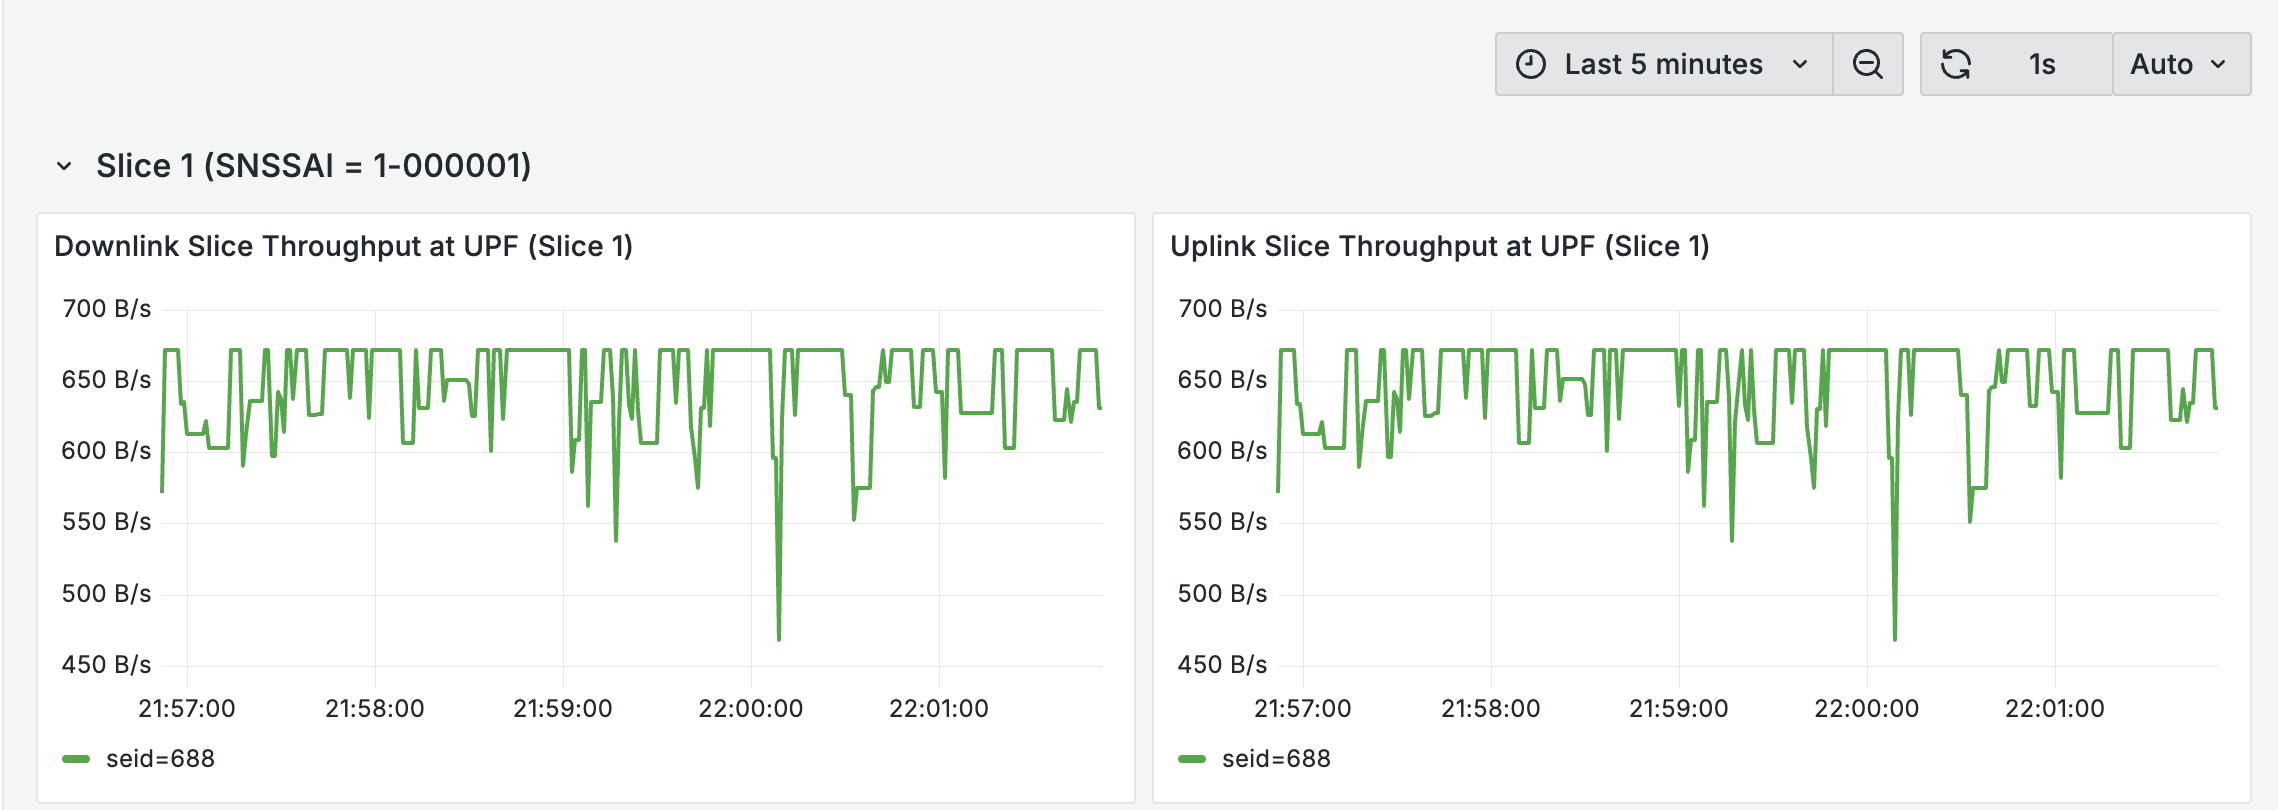 Last 5 minutes 1s Auto
Slice 1 (SNSSAI = 1-000001)
Downlink Slice Throughput at UPF (Slice 1)
700 B/s
650 B/s
600 B/s
550 B/s
500 B/s
450 B/s
21:57:00 21:58:00 21:59:00 22:00:00 22:01:00
seid=688
Uplink Slice Throughput at UPF (Slice 1)
700 B/s
650 B/s
600 B/s
550 B/s
500 B/s
450 B/s
21:57:00 21:58:00 21:59:00 22:00:00 22:01:00
seid=688